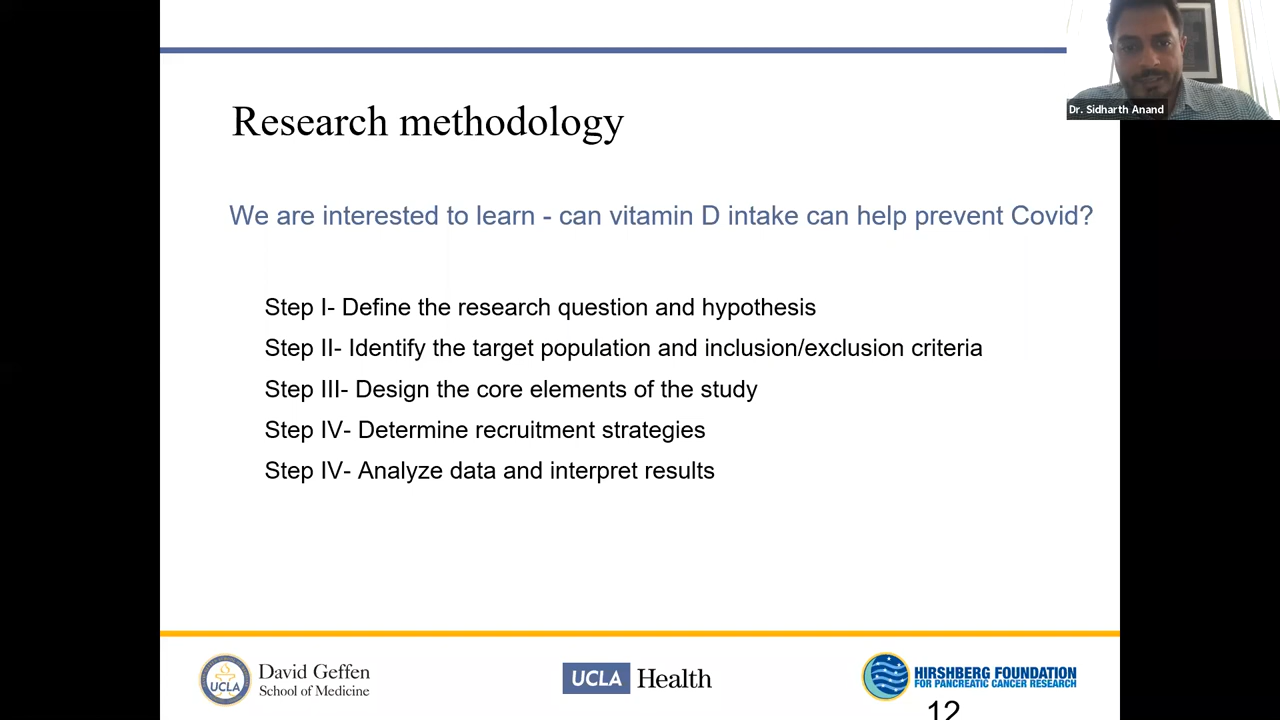 Dr. Sidharth Anand
Research methodology
We are interested to learn - can vitamin D intake can help prevent Covid?
Step I- Define the research question and hypothesis
Step II- Identify the target population and inclusion/exclusion criteria
Step III- Design the core elements of the study
Step IV- Determine recruitment strategies
Step IV- Analyze data and interpret results
UCLA
David Geffen
School of Medicine
UCLA Health
HIRSHBERG FOUNDATION
FOR PANCREATIC CANCER RESEARCH
12